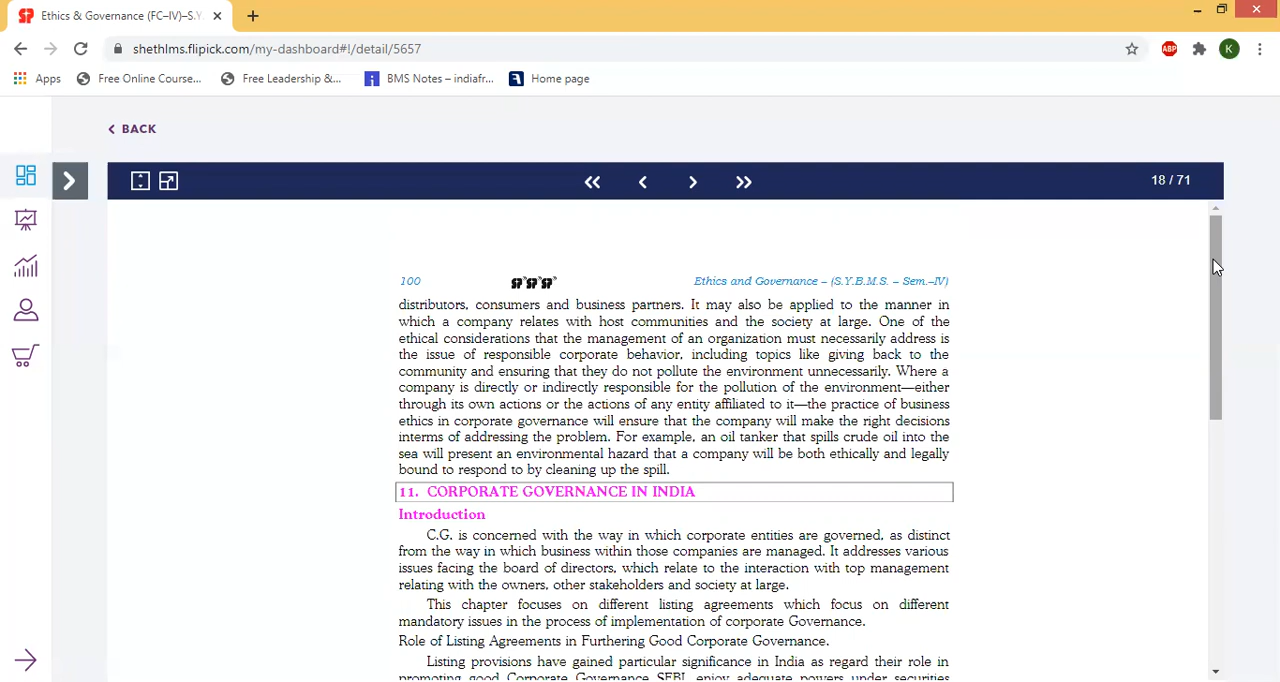 Ethics & Governance (FC–IV)–S.Y.
shethlms.flipick.com/my-dashboard#!/detail/5657
ABP
K
Apps
Free Online Course...
Free Leadership &...
BMS Notes – indiafr...
Home page
BACK
18 / 71
100
Ethics and Governance – (S.Y.B.M.S. – Sem.–IV)
distributors, consumers and business partners. It may also be applied to the manner in
which a company relates with host communities and the society at large. One of the
ethical considerations that the management of an organization must necessarily address is
the issue of responsible corporate behavior, including topics like giving back to the
community and ensuring that they do not pollute the environment unnecessarily. Where a
company is directly or indirectly responsible for the pollution of the environment—either
through its own actions or the actions of any entity affiliated to it—the practice of business
ethics in corporate governance will ensure that the company will make the right decisions
interms of addressing the problem. For example, an oil tanker that spills crude oil into the
sea will present an environmental hazard that a company will be both ethically and legally
bound to respond to by cleaning up the spill.
11. CORPORATE GOVERNANCE IN INDIA
Introduction
C.G. is concerned with the way in which corporate entities are governed, as distinct
from the way in which business within those companies are managed. It addresses various
issues facing the board of directors, which relate to the interaction with top management
relating with the owners, other stakeholders and society at large.
This chapter focuses on different listing agreements which focus on different
mandatory issues in the process of implementation of corporate Governance.
Role of Listing Agreements in Furthering Good Corporate Governance.
Listing provisions have gained particular significance in India as regard their role in
promoting good Corporate Governance SEBI enjoy adequate powers under securities